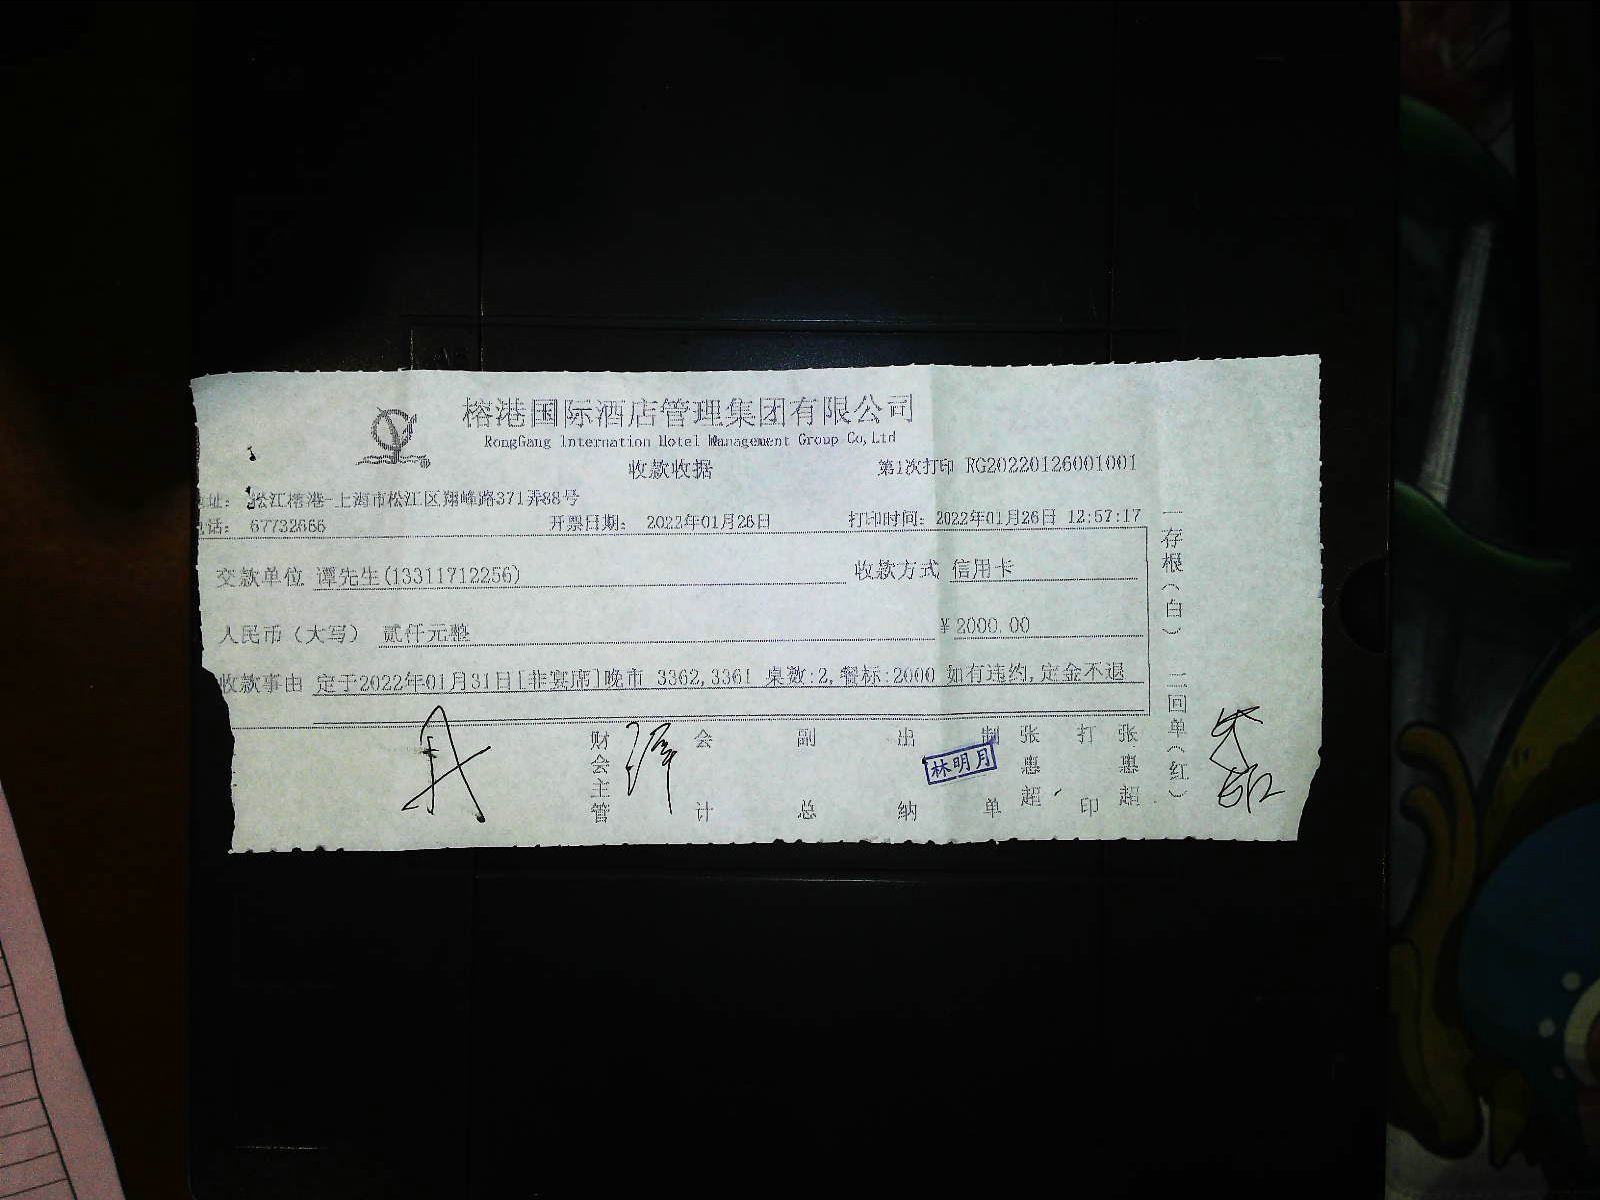 榕港国际酒店管理集团有限公司
RongGang Internation Hotel Management Group Co,Ltd
收款收据
第1次打印 RG20220126001001
址： 松江榕港-上海市松江区翔峰路371弄88号
话： 67732666
开票日期： 2022年01月26日
打印时间：2022年01月26日 12:57:17
交款单位 谭先生(13311712256)
收款方式 信用卡
人民币（大写） 贰仟元整
￥2000.00
收款事由 定于2022年01月31日[非宴席]晚市 3362,3361 桌数:2,餐标:2000 如有违约,定金不退
财会主管
会计
副总
出纳
林明月
制单
张惠超
打印
张惠超
一存根（白） 二回单（红）